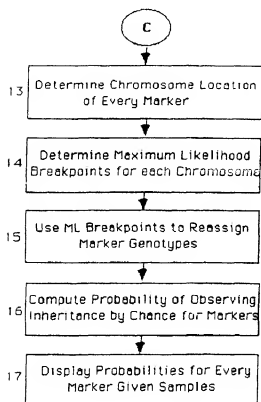 C
13 Determine Chromosome Location
of Every Marker
14 Determine Maximum Likelihood
Breakpoints for each Chromosome
15 Use ML Breakpoints to Reassign
Marker Genotypes
16 Compute Probability of Observing
Inheritance by Chance for Markers
17 Display Probabilities for Every
Marker Given Samples